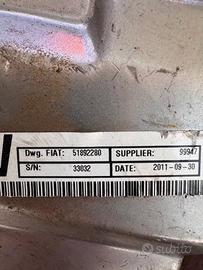 Dwg. FIAT: 51892280 SUPPLIER: 99947
S/N: 33032 DATE: 2011-09-30
subito